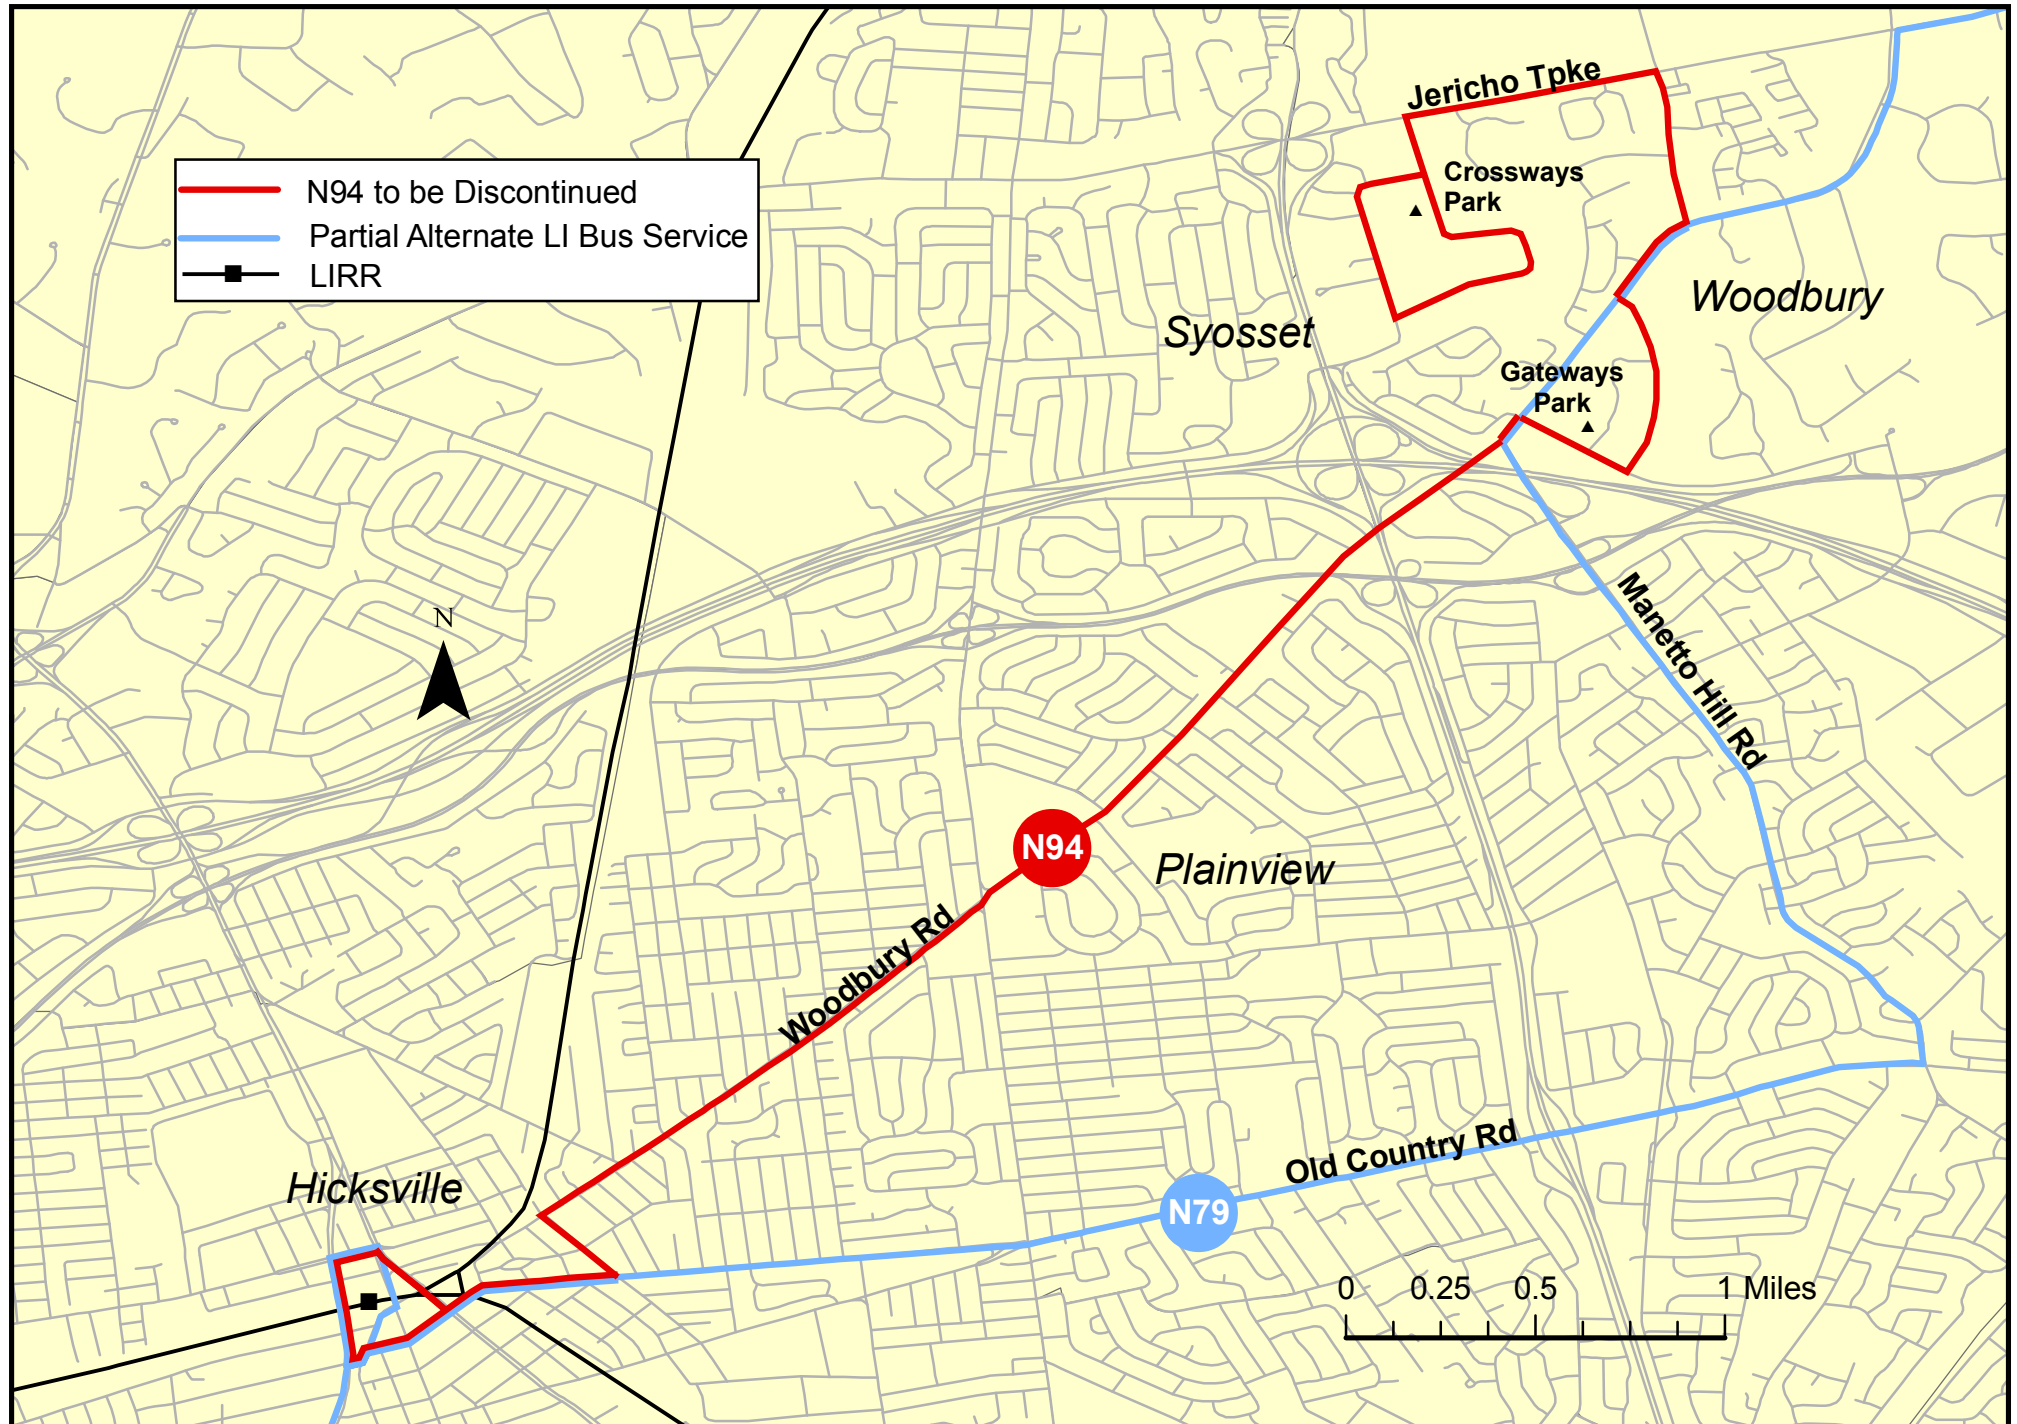 Jericho Tpke
N94 to be Discontinued
Partial Alternate LI Bus Service
LIRR
Crossways
Park
Woodbury
Syosset
Gateways
Park
N
Manetto Hill Rd
N94
Plainview
Woodbury Rd
Old Country Rd
Hicksville
N79
0 0.25 0.5 1 Miles